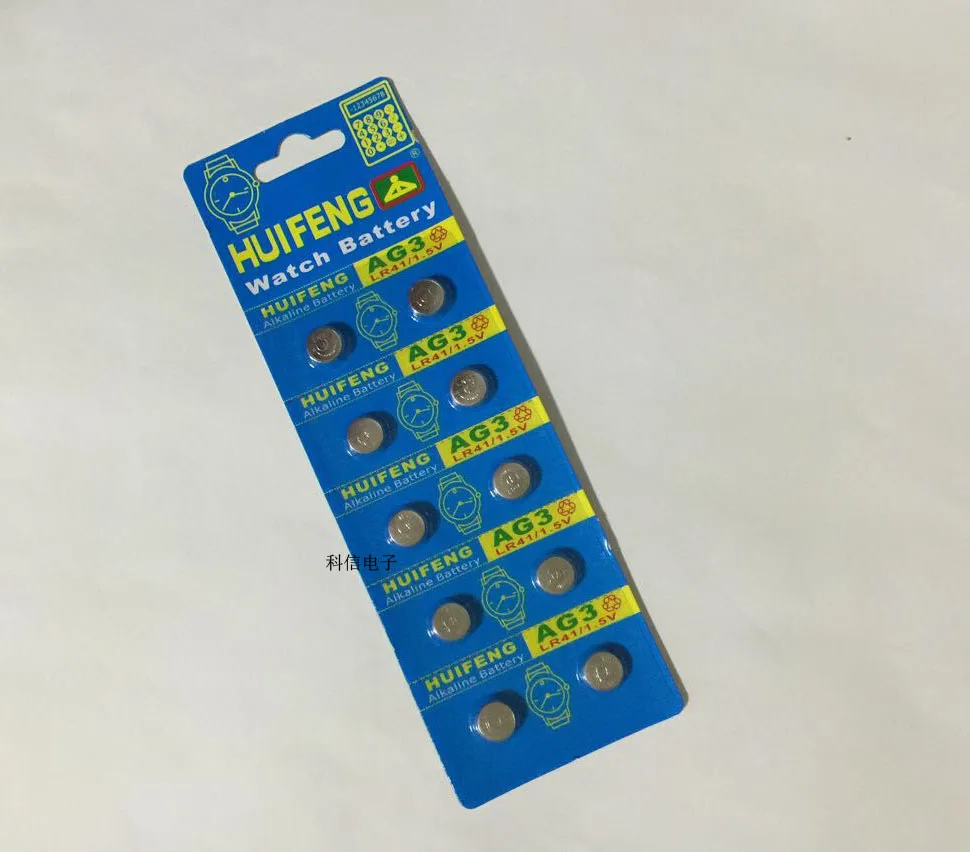 -12345678
HUIFENG
®
Watch Battery
HUIFENG
Alkaline Battery
AG3
LR41/1.5V
HUIFENG
Alkaline Battery
AG3
LR41/1.5V
HUIFENG
Alkaline Battery
AG3
LR41/1.5V
科信电子
HUIFENG
Alkaline Battery
AG3
LR41/1.5V
HUIFENG
Alkaline Battery
AG3
LR41/1.5V